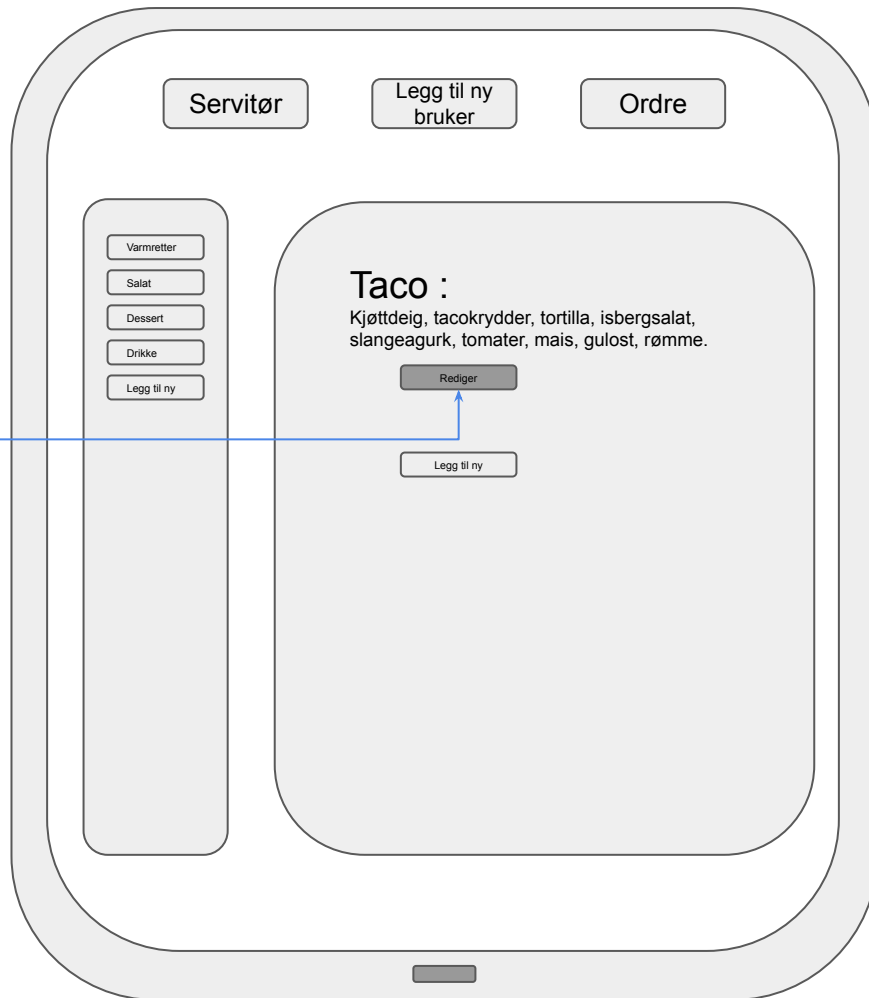 Servitør
Legg til ny
bruker
Ordre
Varmretter
Salat
Dessert
Drikke
Legg til ny
Taco :
Kjøttdeig, tacokrydder, tortilla, isbergsalat,
slangeagurk, tomater, mais, gulost, rømme.
Rediger
Legg til ny